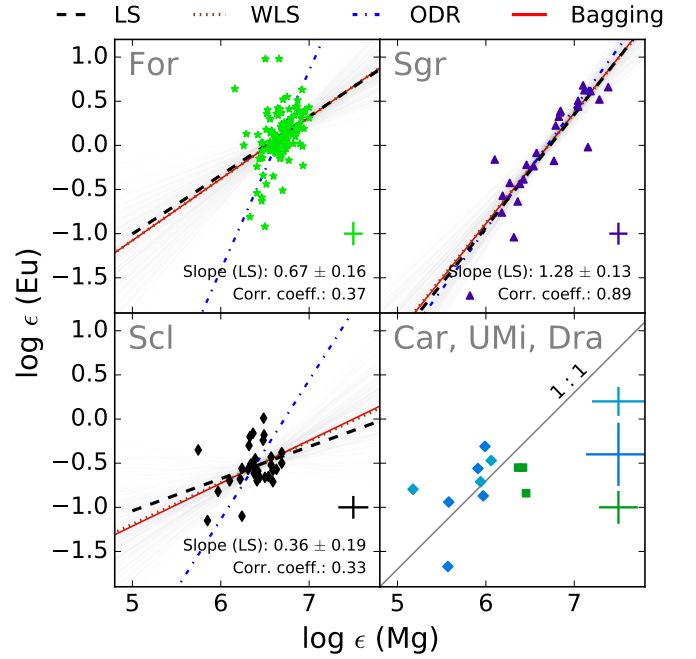 LS WLS ODR Bagging
For
Slope (LS): 0.67 ± 0.16
Corr. coeff.: 0.37
Sgr
Slope (LS): 1.28 ± 0.13
Corr. coeff.: 0.89
1.0
0.5
0.0
−0.5
−1.0
−1.5
log ϵ (Eu)
Scl
Slope (LS): 0.36 ± 0.19
Corr. coeff.: 0.33
Car, UMi, Dra
1 : 1
1.0
0.5
0.0
−0.5
−1.0
−1.5
5 6 7 5 6 7
log ϵ (Mg)